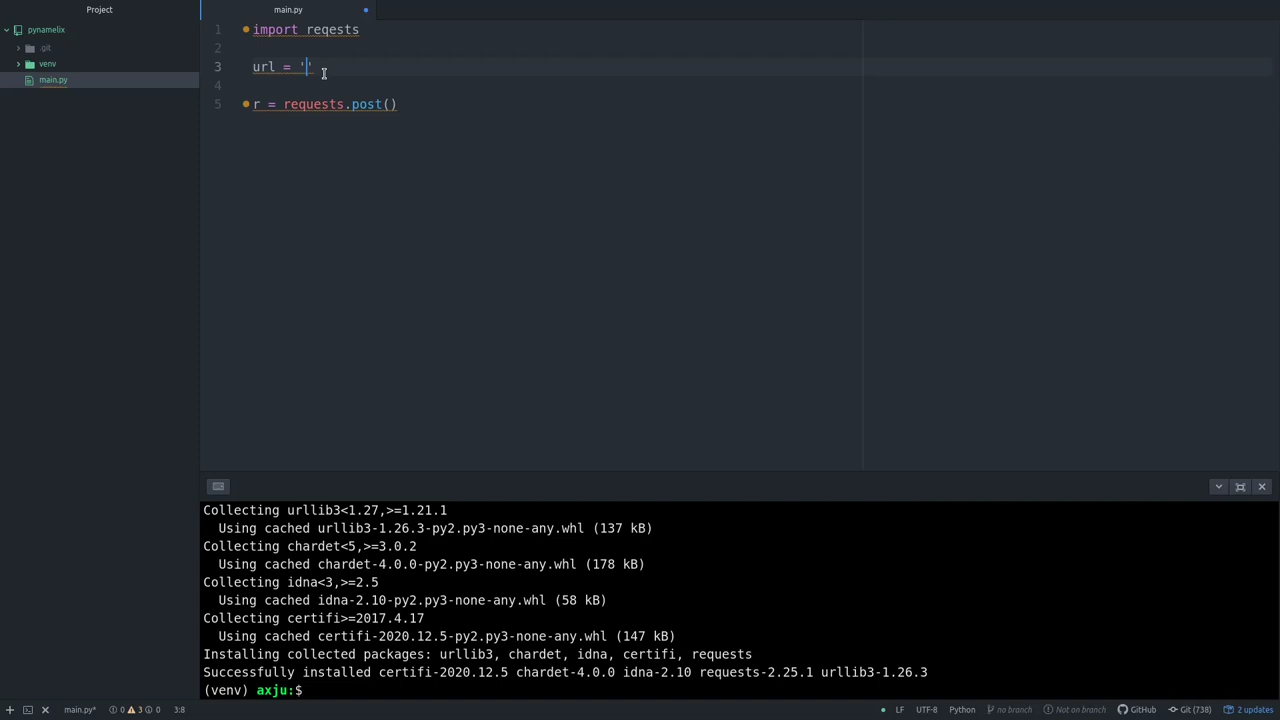 Project
main.py
pynamelix
.git
venv
main.py
1 import reqests
2
3 url = ''
4
5 r = requests.post()
Collecting urllib3<1.27,>=1.21.1
Using cached urllib3-1.26.3-py2.py3-none-any.whl (137 kB)
Collecting chardet<5,>=3.0.2
Using cached chardet-4.0.0-py2.py3-none-any.whl (178 kB)
Collecting idna<3,>=2.5
Using cached idna-2.10-py2.py3-none-any.whl (58 kB)
Collecting certifi>=2017.4.17
Using cached certifi-2020.12.5-py2.py3-none-any.whl (147 kB)
Installing collected packages: urllib3, chardet, idna, certifi, requests
Successfully installed certifi-2020.12.5 chardet-4.0.0 idna-2.10 requests-2.25.1 urllib3-1.26.3
(venv) axju:$
main.py* 0 3 0 3:8 LF UTF-8 Python no branch Not on branch GitHub Git (738) 2 updates